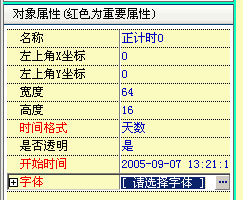 对象属性(红色为重要属性)
名称 正计时0
左上角X坐标 0
左上角Y坐标 0
宽度 64
高度 16
时间格式 天数
是否透明 是
开始时间 2005-09-07 13:21:1
字体 [ 请选择字体 ] ...